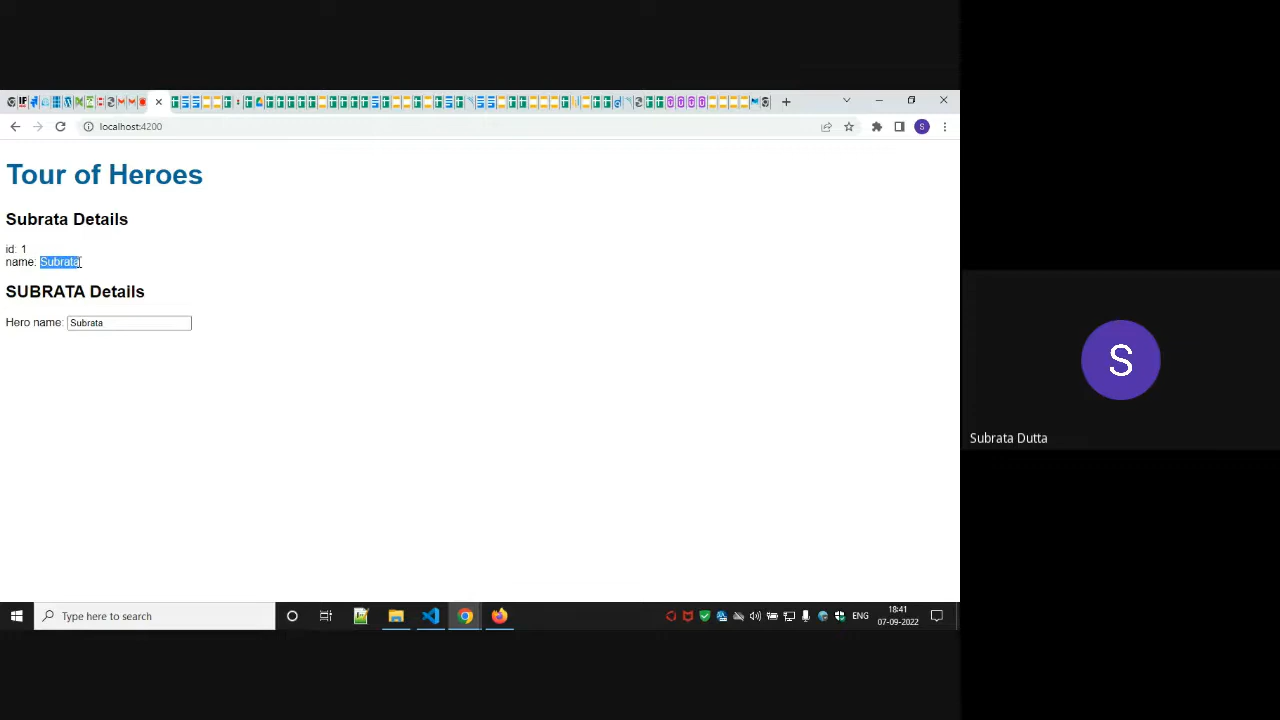 localhost:4200
S
Tour of Heroes
Subrata Details
id: 1
name: Subrata
SUBRATA Details
Hero name: Subrata
S
Subrata Dutta
Type here to search
ENG
18:41
07-09-2022